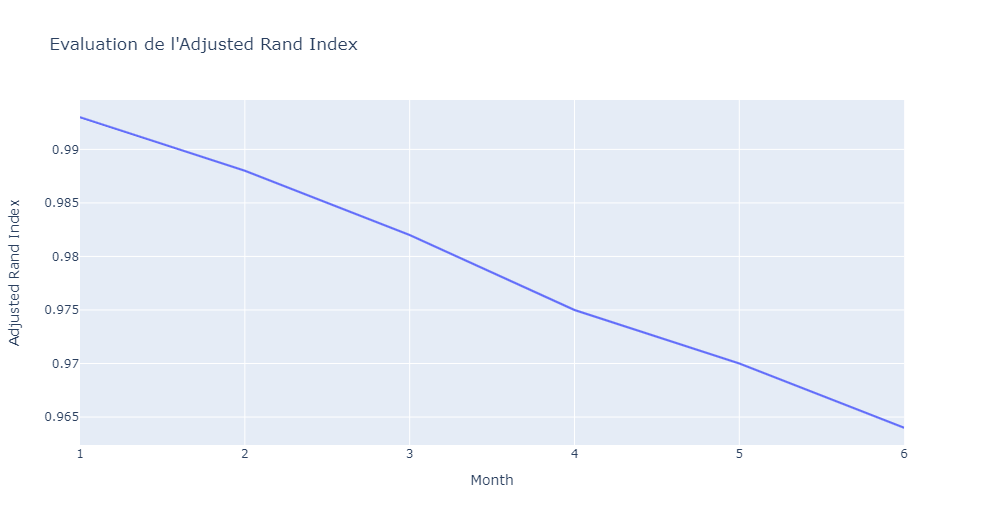 Evaluation de l'Adjusted Rand Index
Adjusted Rand Index
0.99
0.985
0.98
0.975
0.97
0.965
1 2 3 4 5 6
Month